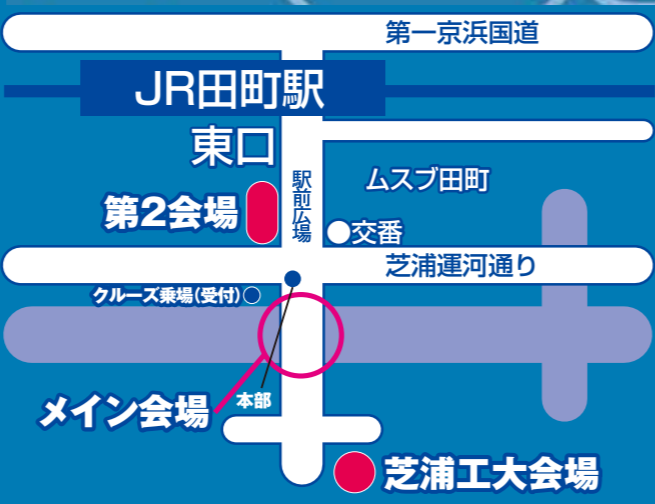 第一京浜国道
JR田町駅
東口
駅前広場
ムスブ田町
第2会場
交番
芝浦運河通り
クルーズ乗場(受付)
本部
メイン会場
芝浦工大会場